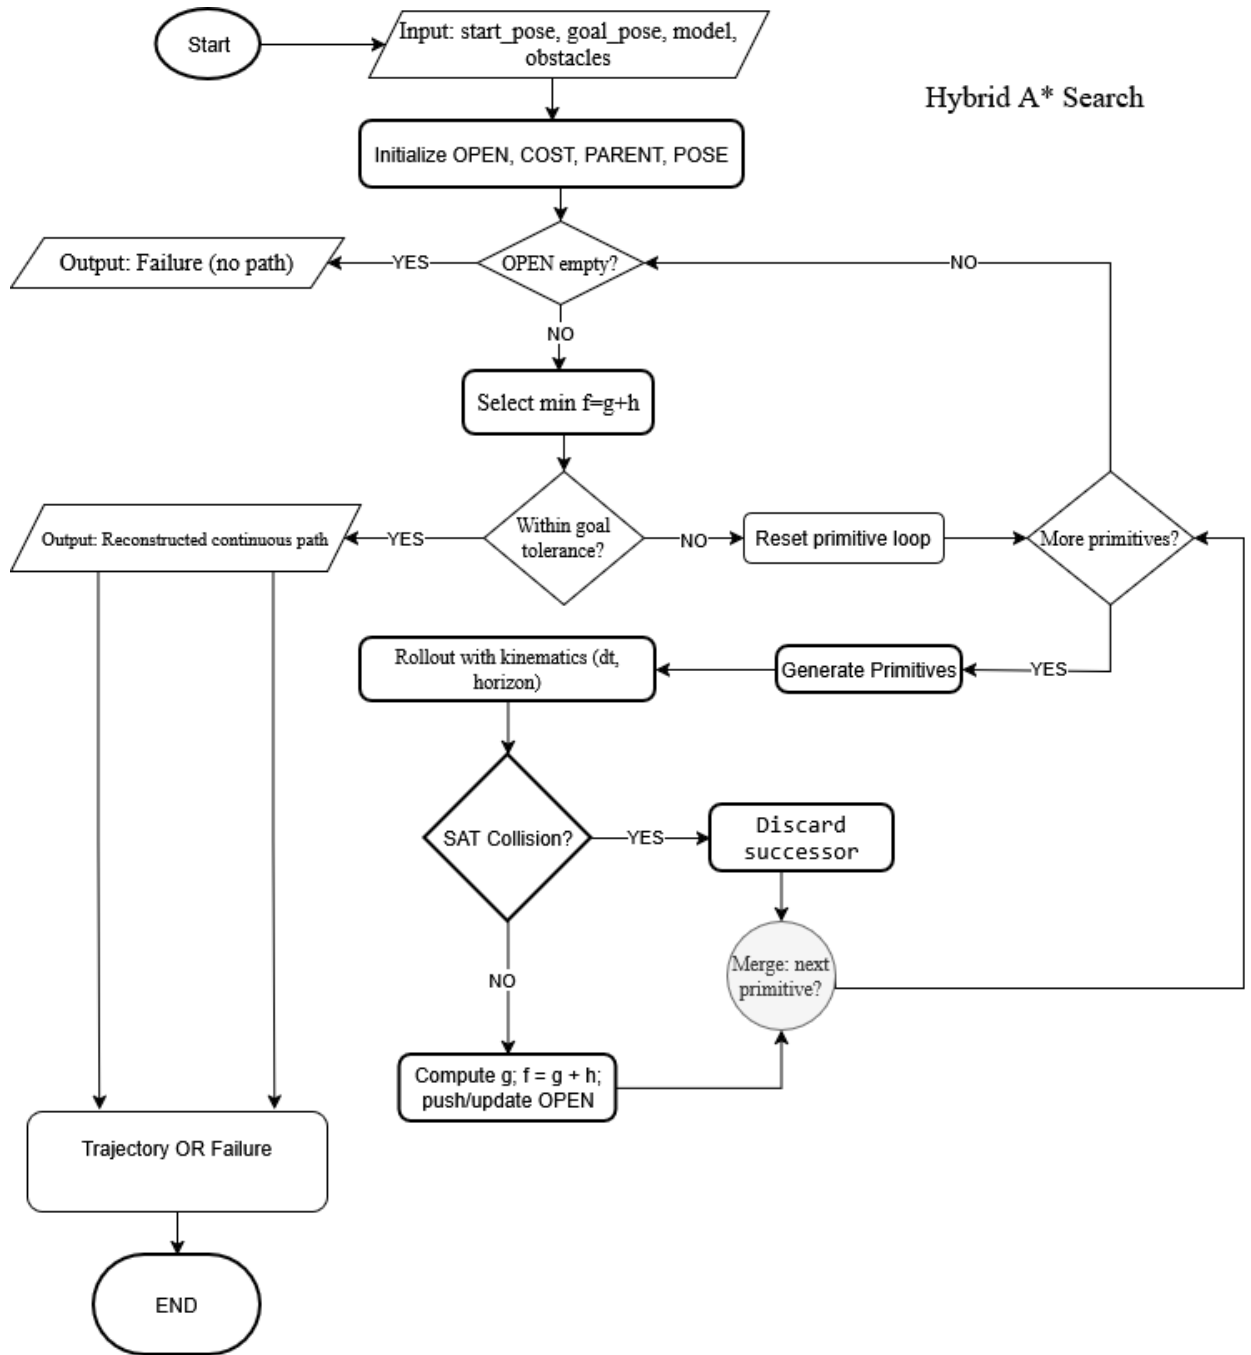 Start
Input: start_pose, goal_pose, model,
obstacles
Hybrid A* Search
Initialize OPEN, COST, PARENT, POSE
Output: Failure (no path)
YES
OPEN empty?
NO
NO
Select min f=g+h
Output: Reconstructed continuous path
YES
Within goal
tolerance?
NO
Reset primitive loop
More primitives?
Rollout with kinematics (dt,
horizon)
Generate Primitives
YES
SAT Collision?
YES
Discard
successor
NO
Merge: next
primitive?
Compute g; f = g + h;
push/update OPEN
Trajectory OR Failure
END